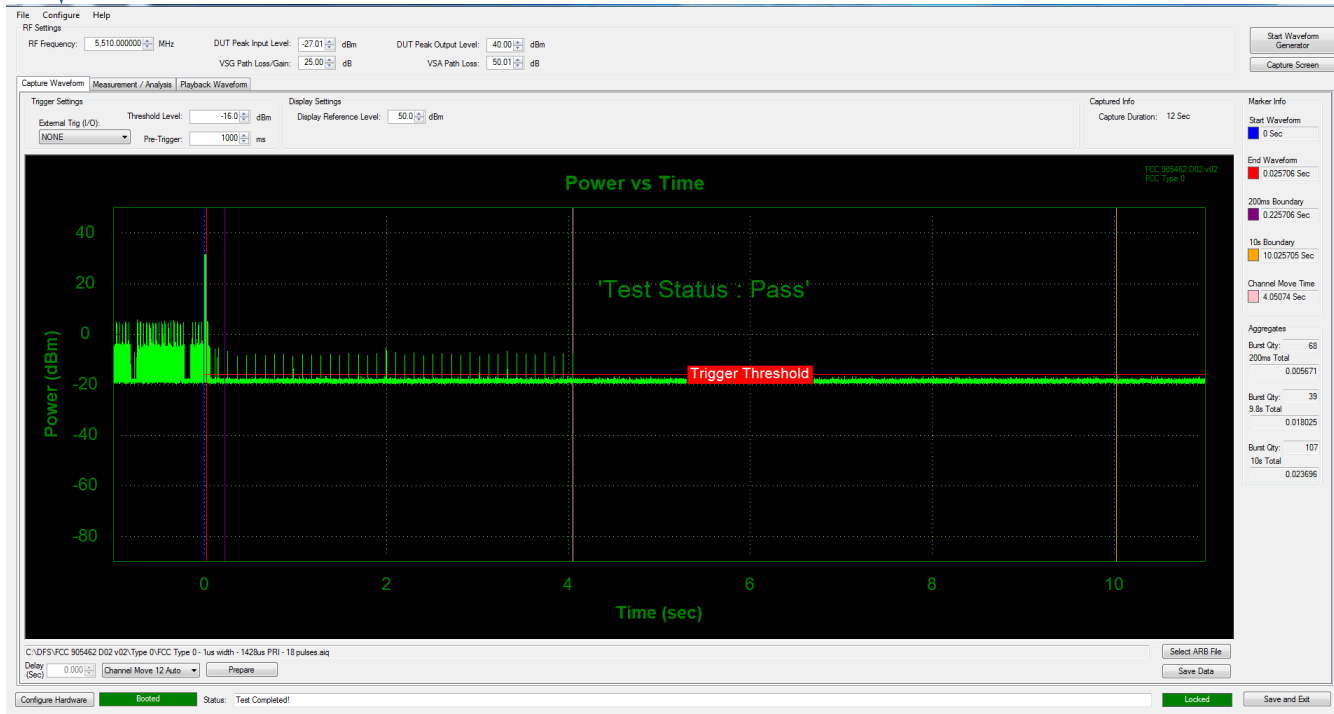 File Configure Help
RF Settings
RF Frequency: 5,510.000000 MHz DUT Peak Input Level: -27.01 dBm DUT Peak Output Level: 40.00 dBm
VSG Path Loss/Gain: 25.00 dB VSA Path Loss: 50.01 dB
Start Waveform Generator
Capture Screen
Capture Waveform Measurement / Analysis Playback Waveform
Trigger Settings
External Trig (I/O): Threshold Level: -16.0 dBm
NONE Pre-Trigger: 1000 ms
Display Settings
Display Reference Level: 50.0 dBm
Captured Info
Capture Duration: 12 Sec
Marker Info
Start Waveform
0 Sec
End Waveform
0.025706 Sec
200ms Boundary
0.225706 Sec
10s Boundary
10.025705 Sec
Channel Move Time
4.05074 Sec
Aggregates
Burst Qty: 68
200ms Total
0.005671
Burst Qty: 39
9.8s Total
0.018025
Burst Qty: 107
10s Total
0.023696
Power vs Time
FCC 905462 D02 v02
FCC Type 0
'Test Status : Pass'
Trigger Threshold
Power (dBm)
40
20
0
-20
-40
-60
-80
0 2 4 6 8 10
Time (sec)
C:\DFS\FCC 905462 D02 v02\Type 0\FCC Type 0 - 1us width - 1428us PRI - 18 pulses.aiq
Select ARB File
Delay (Sec) 0.000 Channel Move 12 Auto Prepare
Save Data
Configure Hardware Booted Status: Test Completed! Locked Save and Exit